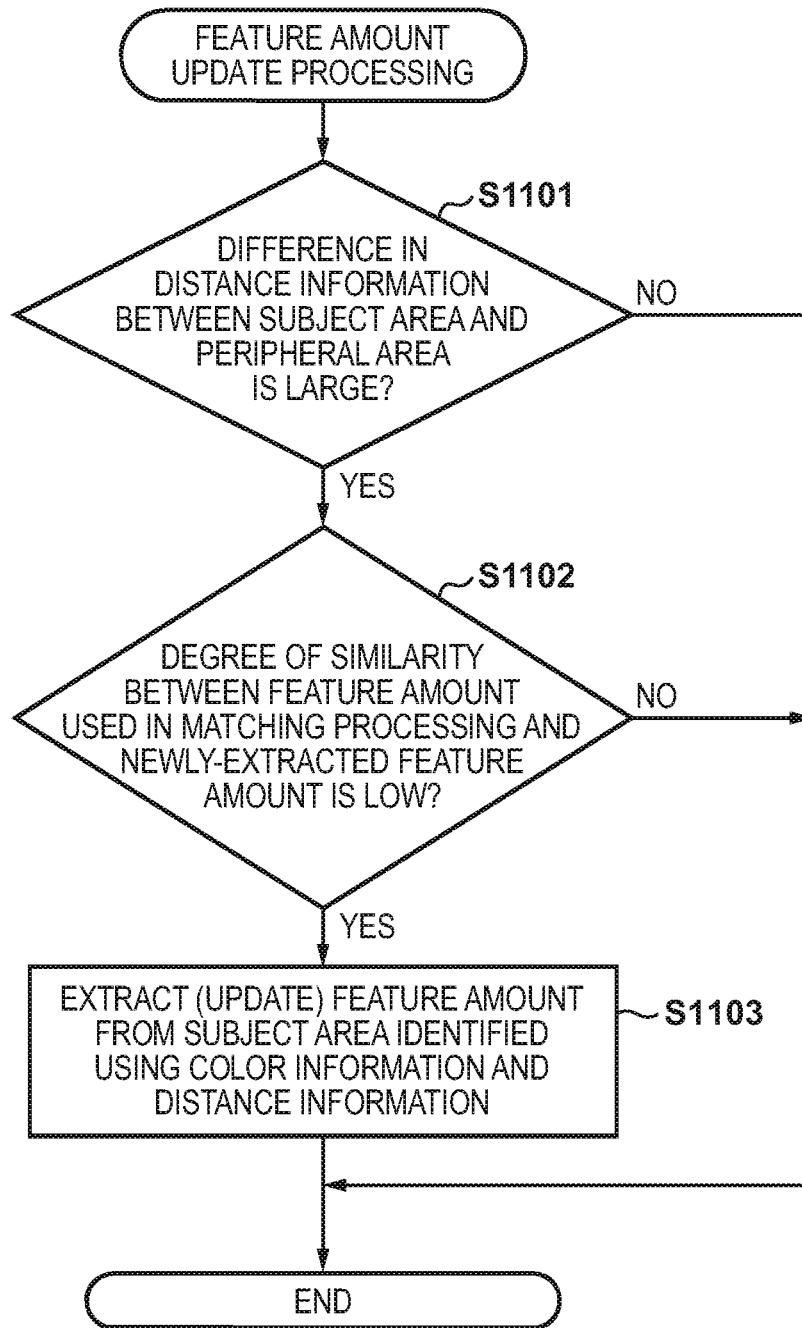 FEATURE AMOUNT
UPDATE PROCESSING
S1101
DIFFERENCE IN
DISTANCE INFORMATION
BETWEEN SUBJECT AREA AND
PERIPHERAL AREA
IS LARGE?
NO
YES
S1102
DEGREE OF SIMILARITY
BETWEEN FEATURE AMOUNT
USED IN MATCHING PROCESSING AND
NEWLY-EXTRACTED FEATURE
AMOUNT IS LOW?
NO
YES
S1103
EXTRACT (UPDATE) FEATURE AMOUNT
FROM SUBJECT AREA IDENTIFIED
USING COLOR INFORMATION AND
DISTANCE INFORMATION
END